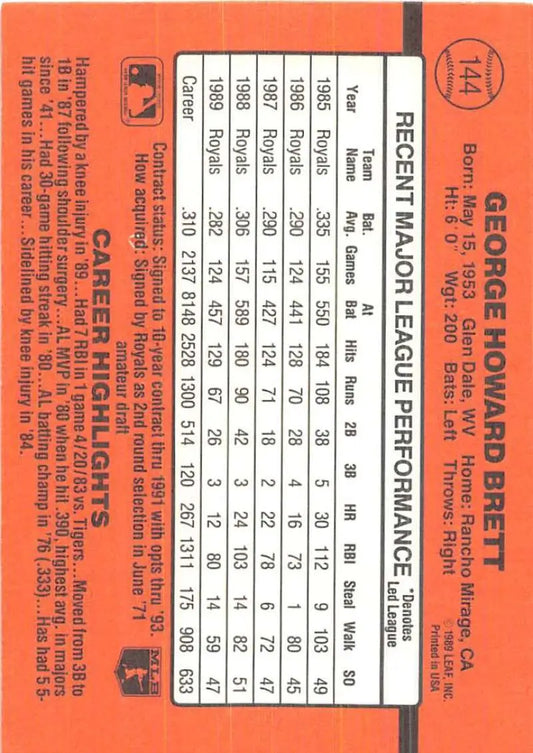 144
GEORGE HOWARD BRETT
Born: May 15, 1953 Glen Dale, WV Home: Rancho Mirage, CA
Ht: 6'0" Wgt: 200 Bats: Left Throws: Right
© 1989 LEAF, INC.
Printed in USA
RECENT MAJOR LEAGUE PERFORMANCE *Denotes Led League
Year Team Name Bat. Avg. Games At Bat Hits Runs 2B 3B HR RBI Steal Walk SO
1985 Royals .335 155 550 184 108 38 5 30 112 9 103 49
1986 Royals .290 124 441 128 70 28 4 16 73 1 80 45
1987 Royals .290 115 427 124 71 18 2 22 78 6 72 47
1988 Royals .306 157 589 180 90 42 3 24 103 14 82 51
1989 Royals .282 124 457 129 67 26 3 12 80 14 59 47
Career .310 2137 8148 2528 1300 514 120 267 1311 175 908 633
Contract status: Signed to 10-year contract thru 1991 with opts thru '93.
How acquired: Signed by Royals as 2nd round selection in June '71
amateur draft
MLB
CAREER HIGHLIGHTS
Hampered by a knee injury in '89...Had 7 RBI in 1 game 4/20/83 vs. Tigers...Moved from 3B to
1B in '87 following shoulder surgery...AL MVP in '80 when he hit .390, highest avg. in majors
since '41...Had 30-game hitting streak in '80...AL batting champ in '76 (.333)...Has had 5 5-
hit games in his career...Sidelined by knee injury in '84.